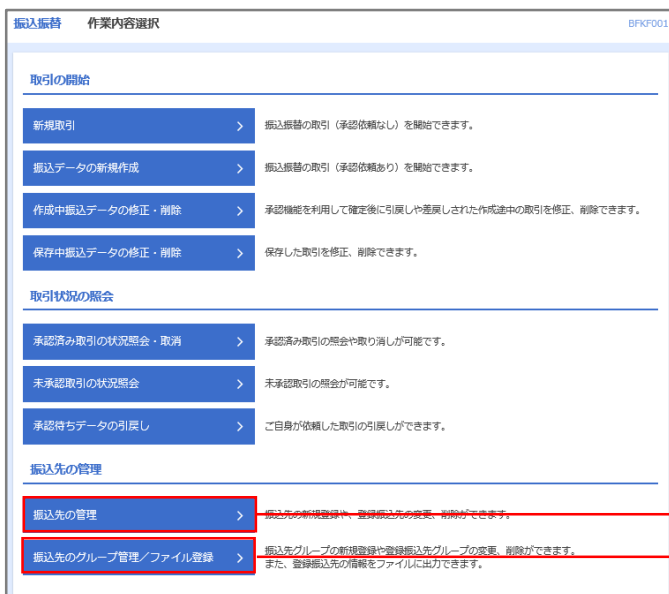 振込振替 作業内容選択 BFKF001
取引の開始
新規取引 振込振替の取引（承認依頼なし）を開始できます。
振込データの新規作成 振込振替の取引（承認依頼あり）を開始できます。
作成中振込データの修正・削除 承認機能を利用して確定後に引戻しや差戻しされた作成途中の取引を修正、削除できます。
保存中振込データの修正・削除 保存した取引を修正、削除できます。
取引状況の照会
承認済み取引の状況照会・取消 承認済み取引の照会や取り消しが可能です。
未承認取引の状況照会 未承認取引の照会が可能です。
承認待ちデータの引戻し ご自身が依頼した取引の引戻しができます。
振込先の管理
振込先の管理 振込先の新規登録や、登録振込先の変更、削除ができます。
振込先のグループ管理／ファイル登録 振込先グループの新規登録や登録振込先グループの変更、削除ができます。
また、登録振込先の情報をファイルに出力できます。